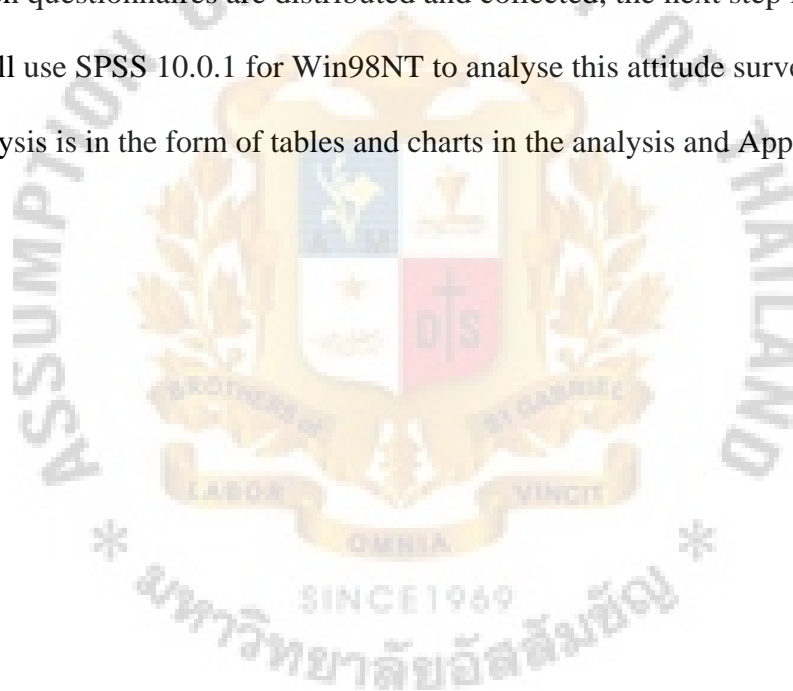 questionnaires are distributed and collected, the next step
ll use SPSS 10.0.1 for Win98NT to analyse this attitude surve
ysis is in the form of tables and charts in the analysis and App
ASSUMPTION
OF THAILAND
A M
D S
BROTHERS of
ST GABRIEL
LABOR
VINCIT
OMNIA
SINCE1969
มหาวิทยาลัยอัสสัมชัญ